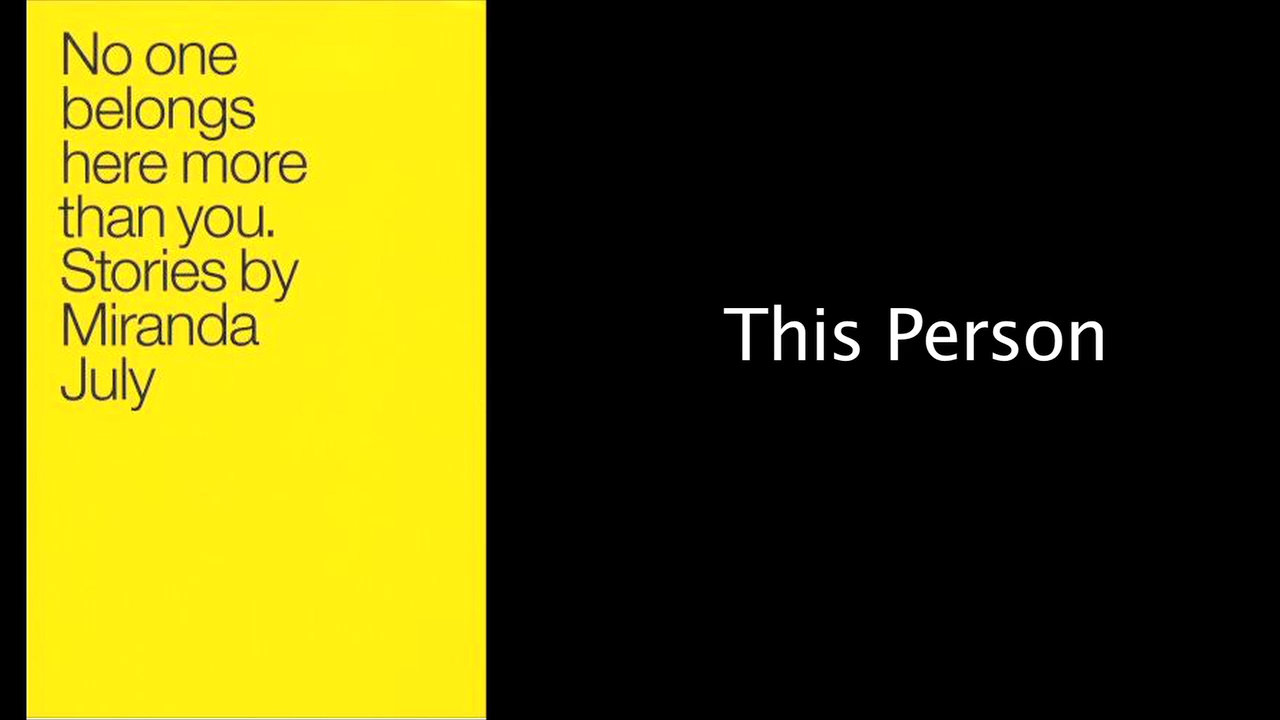 No one
belongs
here more
than you.
Stories by
Miranda
July
This Person